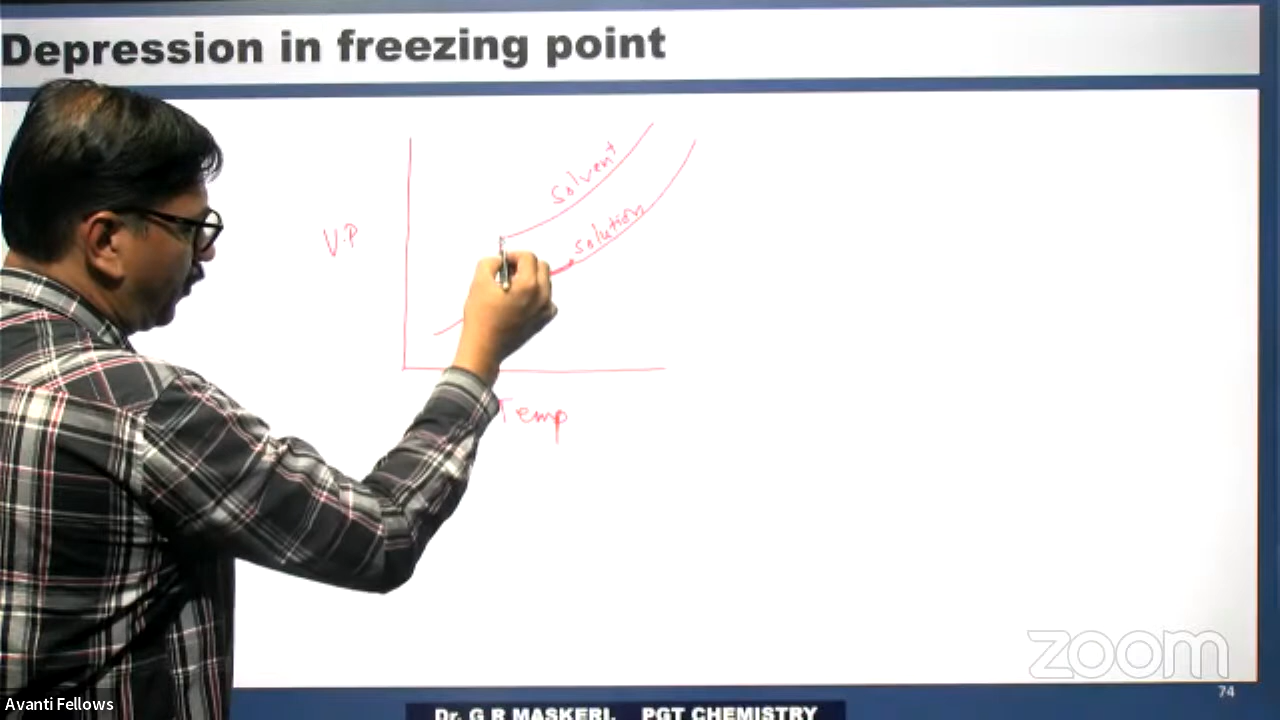 Depression in freezing point
Solvent
V.P
Solution
Temp
zoom
74
Avanti Fellows
Dr. G R MASKERI, PGT CHEMISTRY